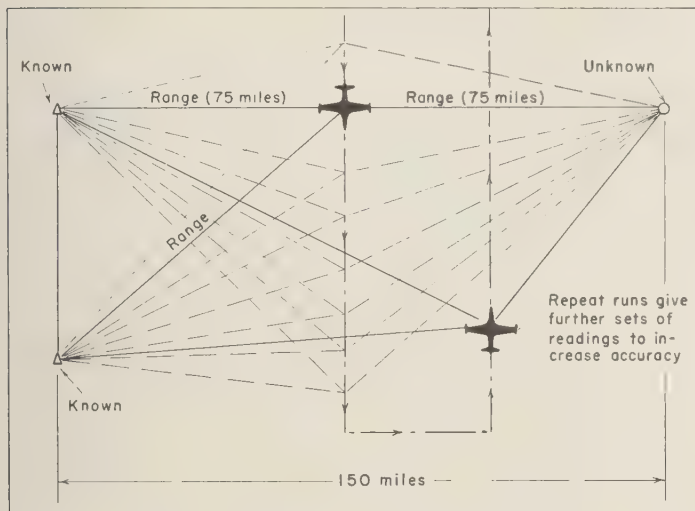 Known
Unknown
Range (75 miles)
Range (75 miles)
Range
Repeat runs give
further sets of
readings to in-
crease accuracy
Known
150 miles